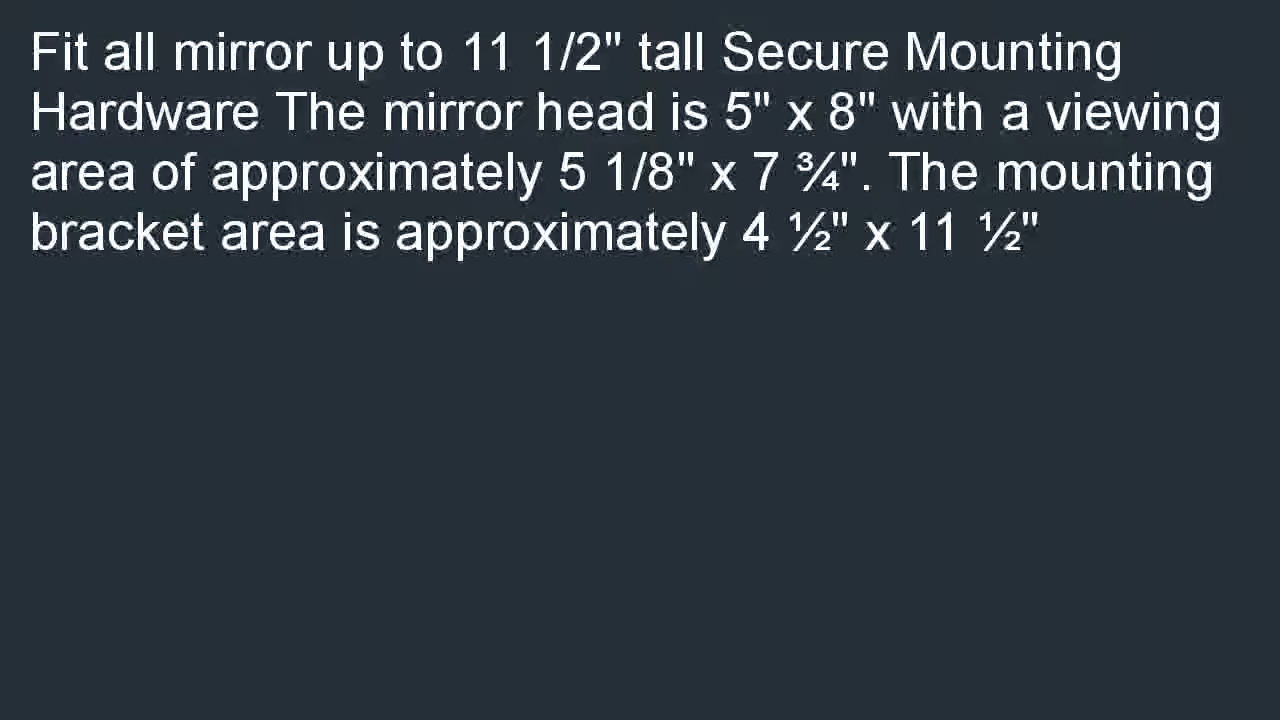 Fit all mirror up to 11 1/2" tall Secure Mounting
Hardware The mirror head is 5" x 8" with a viewing
area of approximately 5 1/8" x 7 ¾". The mounting
bracket area is approximately 4 ½" x 11 ½"